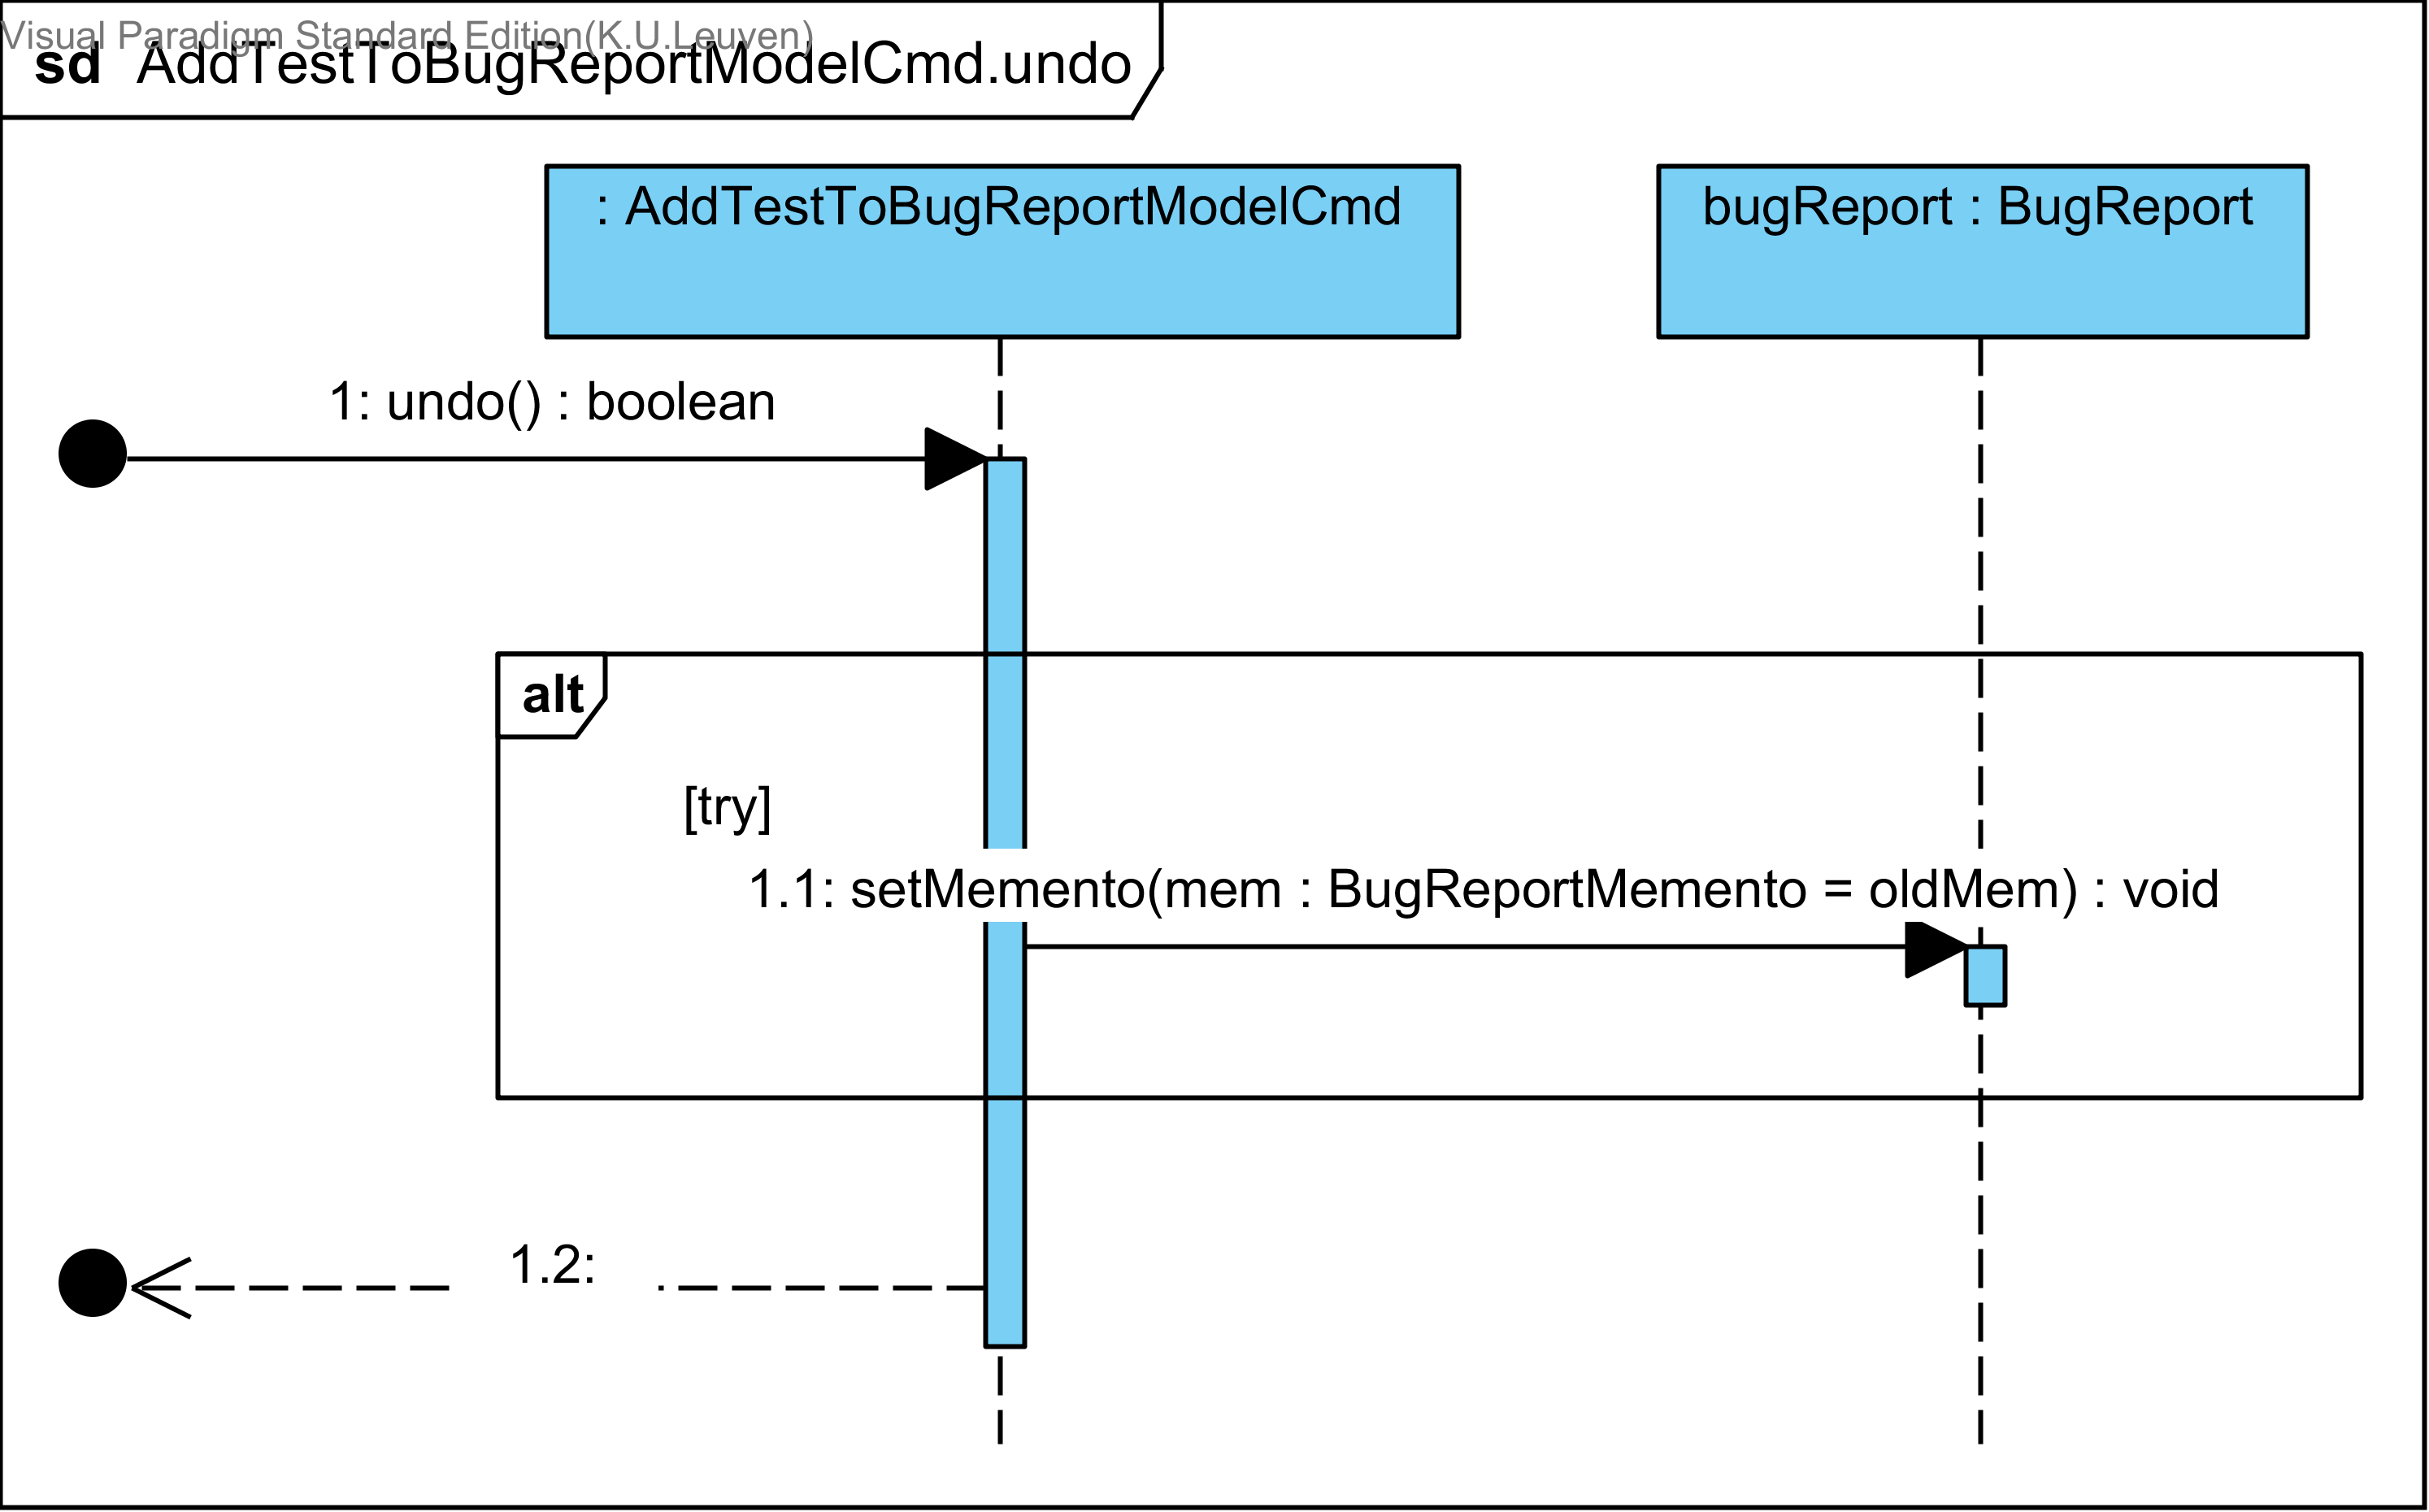 Visual Paradigm Standard Edition(K.U.Leuven)
sd AddTestToBugReportModelCmd.undo
: AddTestToBugReportModelCmd
bugReport : BugReport
1: undo() : boolean
alt
[try]
1.1: setMemento(mem : BugReportMemento = oldMem) : void
1.2: